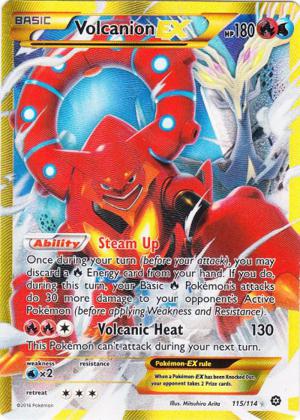 BASIC
Volcanion EX HP180
Ability Steam Up
Once during your turn (before your attack), you may
discard a Energy card from your hand. If you do,
during this turn, your Basic Pokémon's attacks
do 30 more damage to your opponent's Active
Pokémon (before applying Weakness and Resistance).
Volcanic Heat 130
This Pokémon can't attack during your next turn.
weakness
×2
resistance
retreat
Pokémon-EX rule
When a Pokémon-EX has been Knocked Out,
your opponent takes 2 Prize cards.
©2016 Pokémon
Illus. Mitsuhiro Arita
115/114